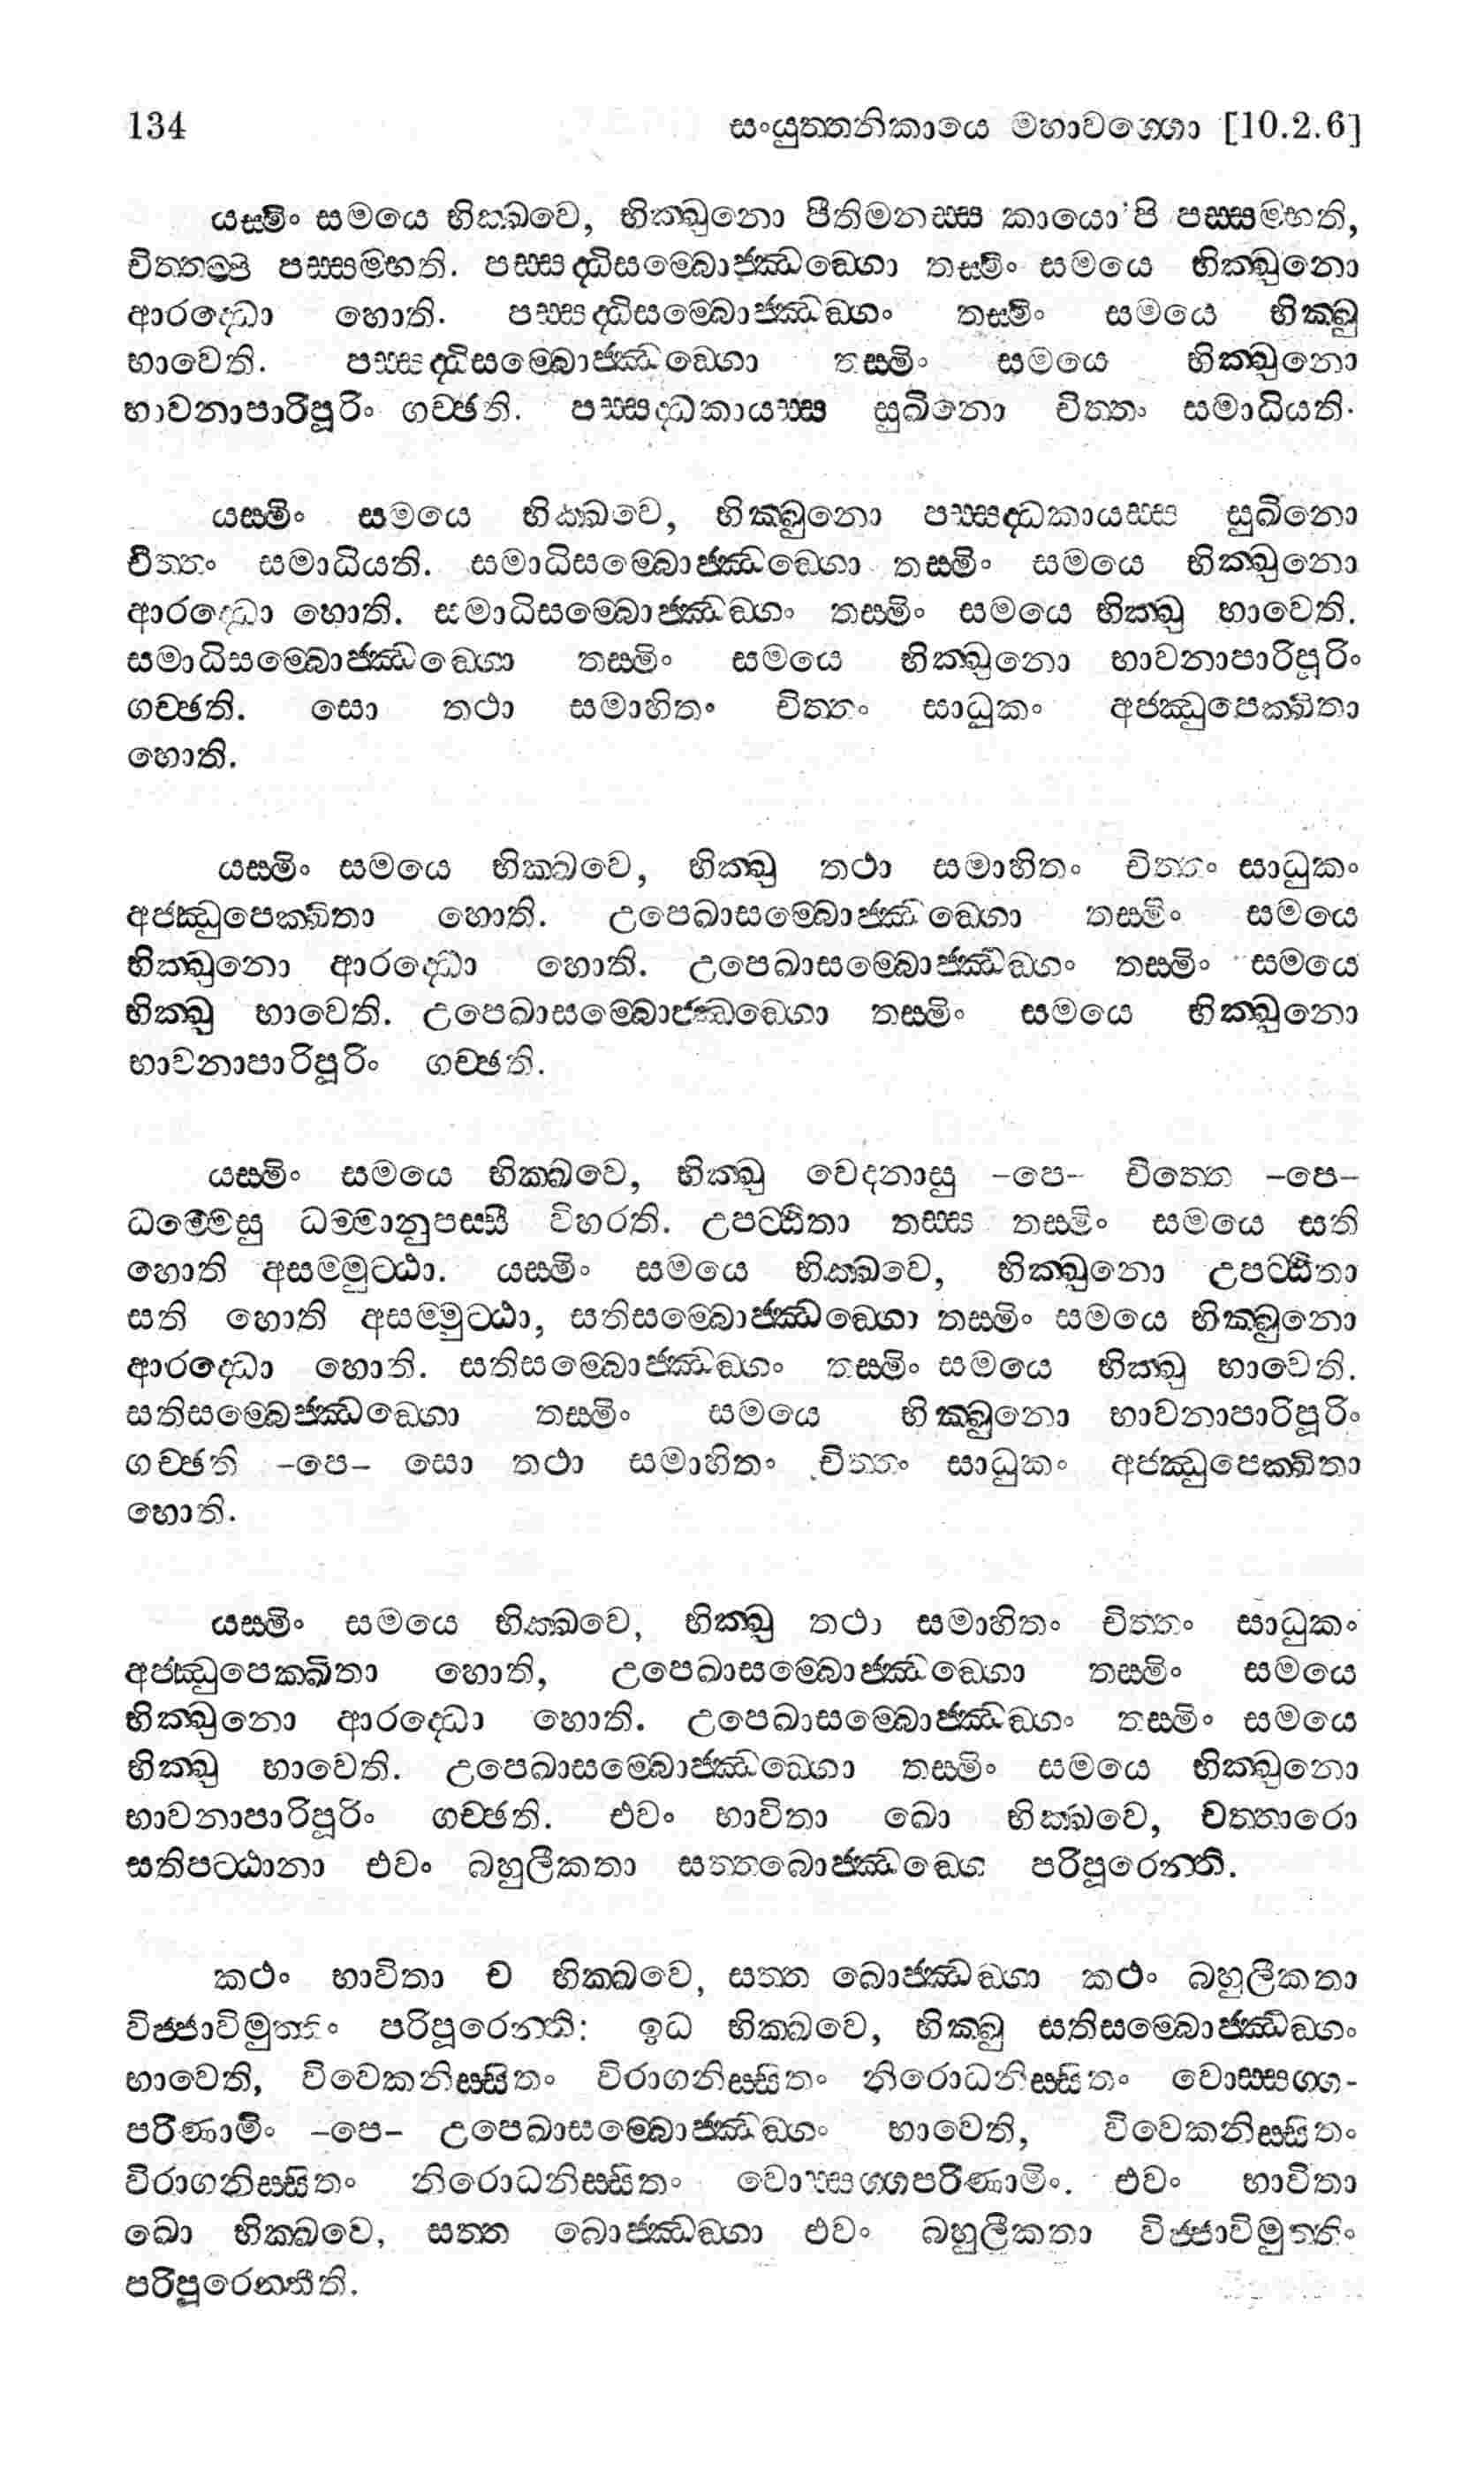 134 සංයුත්තනිකායෙ මහාවග්ගො [10.2.6]
යස්මිං සමයෙ භික්ඛවෙ, භික්ඛුනො පීතිමනස්ස කායො'පි පස්සම්භති,
චිත්තම්පි පස්සම්භති. පස්සද්ධිසම්බොජ්ඣඞ්ගො තස්මිං සමයෙ භික්ඛුනො
ආරද්ධො හොති. පස්සද්ධිසම්බොජ්ඣඞ්ගං තස්මිං සමයෙ භික්ඛු
භාවෙති. පස්සද්ධිසම්බොජ්ඣඞ්ගො තස්මිං සමයෙ භික්ඛුනො
භාවනාපාරිපූරිං ගච්ඡති. පස්සද්ධකායස්ස සුඛිනො චිත්තං සමාධියති.
යස්මිං සමයෙ භික්ඛවෙ, භික්ඛුනො පස්සද්ධකායස්ස සුඛිනො
චිත්තං සමාධියති. සමාධිසම්බොජ්ඣඞ්ගො තස්මිං සමයෙ භික්ඛුනො
ආරද්ධො හොති. සමාධිසම්බොජ්ඣඞ්ගං තස්මිං සමයෙ භික්ඛු භාවෙති.
සමාධිසම්බොජ්ඣඞ්ගො තස්මිං සමයෙ භික්ඛුනො භාවනාපාරිපූරිං
ගච්ඡති. සො තථා සමාහිතං චිත්තං සාධුකං අජ්ඣුපෙක්ඛිතා
හොති.
යස්මිං සමයෙ භික්ඛවෙ, භික්ඛු තථා සමාහිතං චිත්තං සාධුකං
අජ්ඣුපෙක්ඛිතා හොති. උපෙඛාසම්බොජ්ඣඞ්ගො තස්මිං සමයෙ
භික්ඛුනො ආරද්ධො හොති. උපෙඛාසම්බොජ්ඣඞ්ගං තස්මිං සමයෙ
භික්ඛු භාවෙති. උපෙඛාසම්බොජ්ඣඞ්ගො තස්මිං සමයෙ භික්ඛුනො
භාවනාපාරිපූරිං ගච්ඡති.
යස්මිං සමයෙ භික්ඛවෙ, භික්ඛු වෙදනාසු –පෙ– චිත්තෙ –පෙ–
ධම්මෙසු ධම්මානුපස්සී විහරති. උපට්ඨිතා තස්ස තස්මිං සමයෙ සති
හොති අසම්මුට්ඨා. යස්මිං සමයෙ භික්ඛවෙ, භික්ඛුනො උපට්ඨිතා
සති හොති අසම්මුට්ඨා, සතිසම්බොජ්ඣඞ්ගො තස්මිං සමයෙ භික්ඛුනො
ආරද්ධො හොති. සතිසම්බොජ්ඣඞ්ගං තස්මිං සමයෙ භික්ඛු භාවෙති.
සතිසම්බෙජ්ඣඞ්ගො තස්මිං සමයෙ භික්ඛුනො භාවනාපාරිපූරිං
ගච්ඡති –පෙ– සො තථා සමාහිතං චිත්තං සාධුකං අජ්ඣුපෙක්ඛිතා
හොති.
යස්මිං සමයෙ භික්ඛවෙ, භික්ඛු තථා සමාහිතං චිත්තං සාධුකං
අජ්ඣුපෙක්ඛිතා හොති, උපෙඛාසම්බොජ්ඣඞ්ගො තස්මිං සමයෙ
භික්ඛුනො ආරද්ධො හොති. උපෙඛාසම්බොජ්ඣඞ්ගං තස්මිං සමයෙ
භික්ඛු භාවෙති. උපෙඛාසම්බොජ්ඣඞ්ගො තස්මිං සමයෙ භික්ඛුනො
භාවනාපාරිපූරිං ගච්ඡති. එවං භාවිතා ඛො භික්ඛවෙ, චත්තාරො
සතිපට්ඨානා එවං බහුලීකතා සත්තබොජ්ඣඞ්ගෙ පරිපූරෙන්ති.
කථං භාවිතා ච භික්ඛවෙ, සත්ත බොජ්ඣඞ්ගා කථං බහුලීකතා
විජ්ජාවිමුත්තිං පරිපූරෙන්ති: ඉධ භික්ඛවෙ, භික්ඛු සතිසම්බොජ්ඣඞ්ගං
භාවෙති, විවෙකනිස්සිතං විරාගනිස්සිතං නිරොධනිස්සිතං වොස්සග්ග-
පරිණාමිං –පෙ– උපෙඛාසම්බොජ්ඣඞ්ගං භාවෙති, විවෙකනිස්සිතං
විරාගනිස්සිතං නිරොධනිස්සිතං වොස්සග්ගපරිණාමිං. එවං භාවිතා
ඛො භික්ඛවෙ, සත්ත බොජ්ඣඞ්ගා එවං බහුලීකතා විජ්ජාවිමුත්තිං
පරිපූරෙන්තීති.